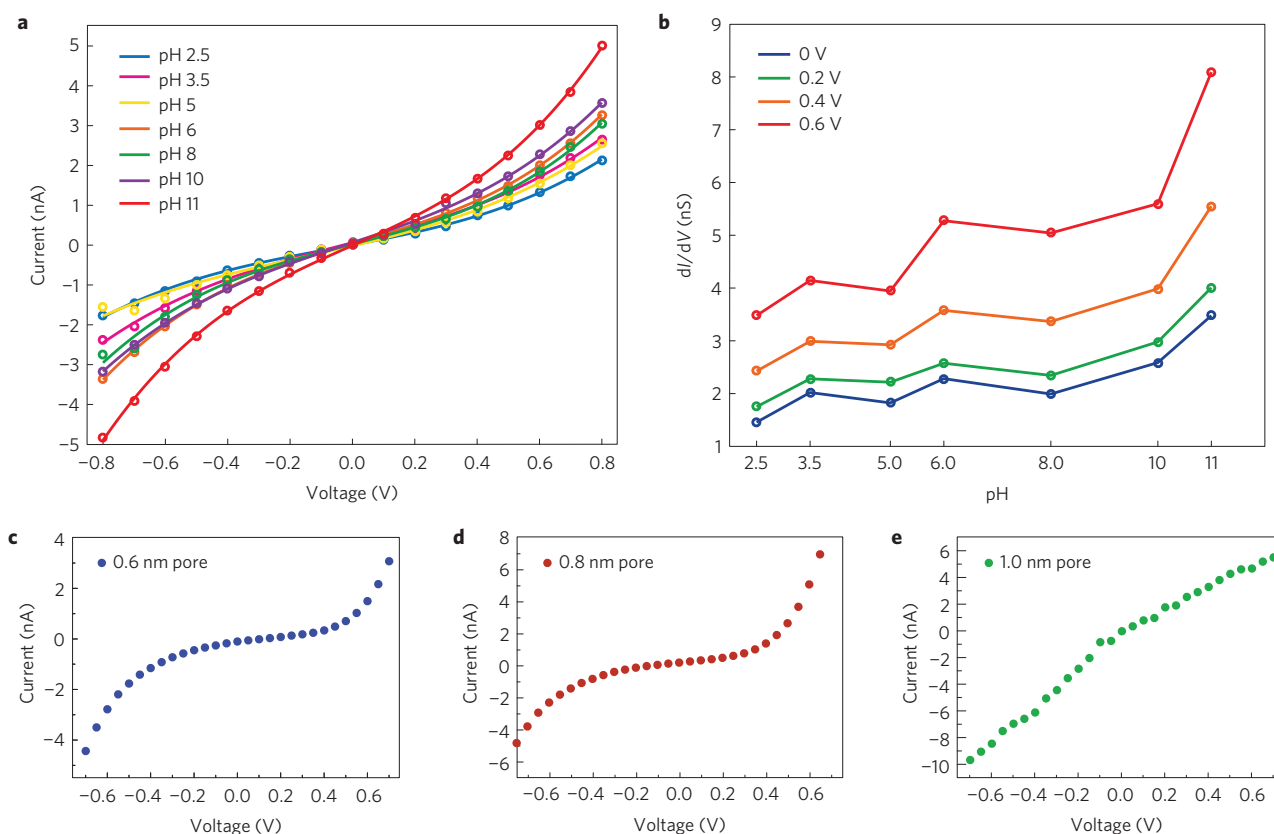 a
5
4
3
2
1
0
−1
−2
−3
−4
−5
Current (nA)
pH 2.5
pH 3.5
pH 5
pH 6
pH 8
pH 10
pH 11
−0.8 −0.6 −0.4 −0.2 0.0 0.2 0.4 0.6 0.8
Voltage (V)
b
9
8
7
6
5
4
3
2
1
dI/dV (nS)
0 V
0.2 V
0.4 V
0.6 V
2.5 3.5 5.0 6.0 8.0 10 11
pH
c
4
2
0
−2
−4
Current (nA)
0.6 nm pore
−0.6 −0.4 −0.2 0.0 0.2 0.4 0.6
Voltage (V)
d
8
6
4
2
0
−2
−4
−6
Current (nA)
0.8 nm pore
−0.6 −0.4 −0.2 0.0 0.2 0.4 0.6
Voltage (V)
e
6
4
2
0
−2
−4
−6
−8
−10
Current (nA)
1.0 nm pore
−0.6 −0.4 −0.2 0.0 0.2 0.4 0.6
Voltage (V)